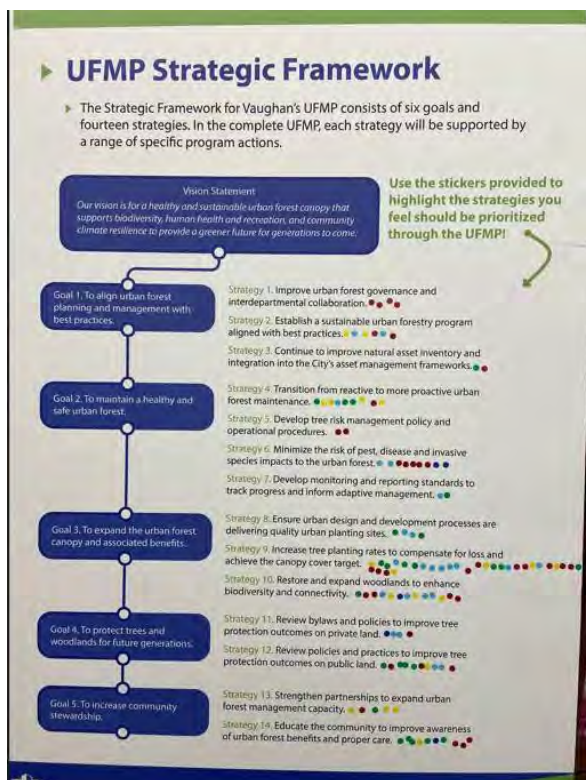 UFMP Strategic Framework
The Strategic Framework for Vaughan's UFMP consists of six goals and
fourteen strategies. In the complete UFMP, each strategy will be supported by
a range of specific program actions.
Vision Statement
Our vision is for a healthy and sustainable urban forest canopy that
supports biodiversity, human health and recreation, and community
climate resilience to provide a greener future for generations to come.
Use the stickers provided to
highlight the strategies you
feel should be prioritized
through the UFMP!
Goal 1. To align urban forest
planning and management with
best practices.
Strategy 1. Improve urban forest governance and
interdepartmental collaboration.
Strategy 2. Establish a sustainable urban forestry program
aligned with best practices.
Strategy 3. Continue to improve natural asset inventory and
integration into the City's asset management frameworks.
Goal 2. To maintain a healthy and
safe urban forest.
Strategy 4. Transition from reactive to more proactive urban
forest maintenance.
Strategy 5. Develop tree risk management policy and
operational procedures.
Strategy 6. Minimize the risk of pest, disease and invasive
species impacts to the urban forest.
Strategy 7. Develop monitoring and reporting standards to
track progress and inform adaptive management.
Goal 3. To expand the urban forest
canopy and associated benefits.
Strategy 8. Ensure urban design and development processes are
delivering quality urban planting sites.
Strategy 9. Increase tree planting rates to compensate for loss and
achieve the canopy cover target.
Strategy 10. Restore and expand woodlands to enhance
biodiversity and connectivity.
Goal 4. To protect trees and
woodlands for future generations.
Strategy 11. Review bylaws and policies to improve tree
protection outcomes on private land.
Strategy 12. Review policies and practices to improve tree
protection outcomes on public land.
Goal 5. To increase community
stewardship.
Strategy 13. Strengthen partnerships to expand urban
forest management capacity.
Strategy 14. Educate the community to improve awareness
of urban forest benefits and proper care.